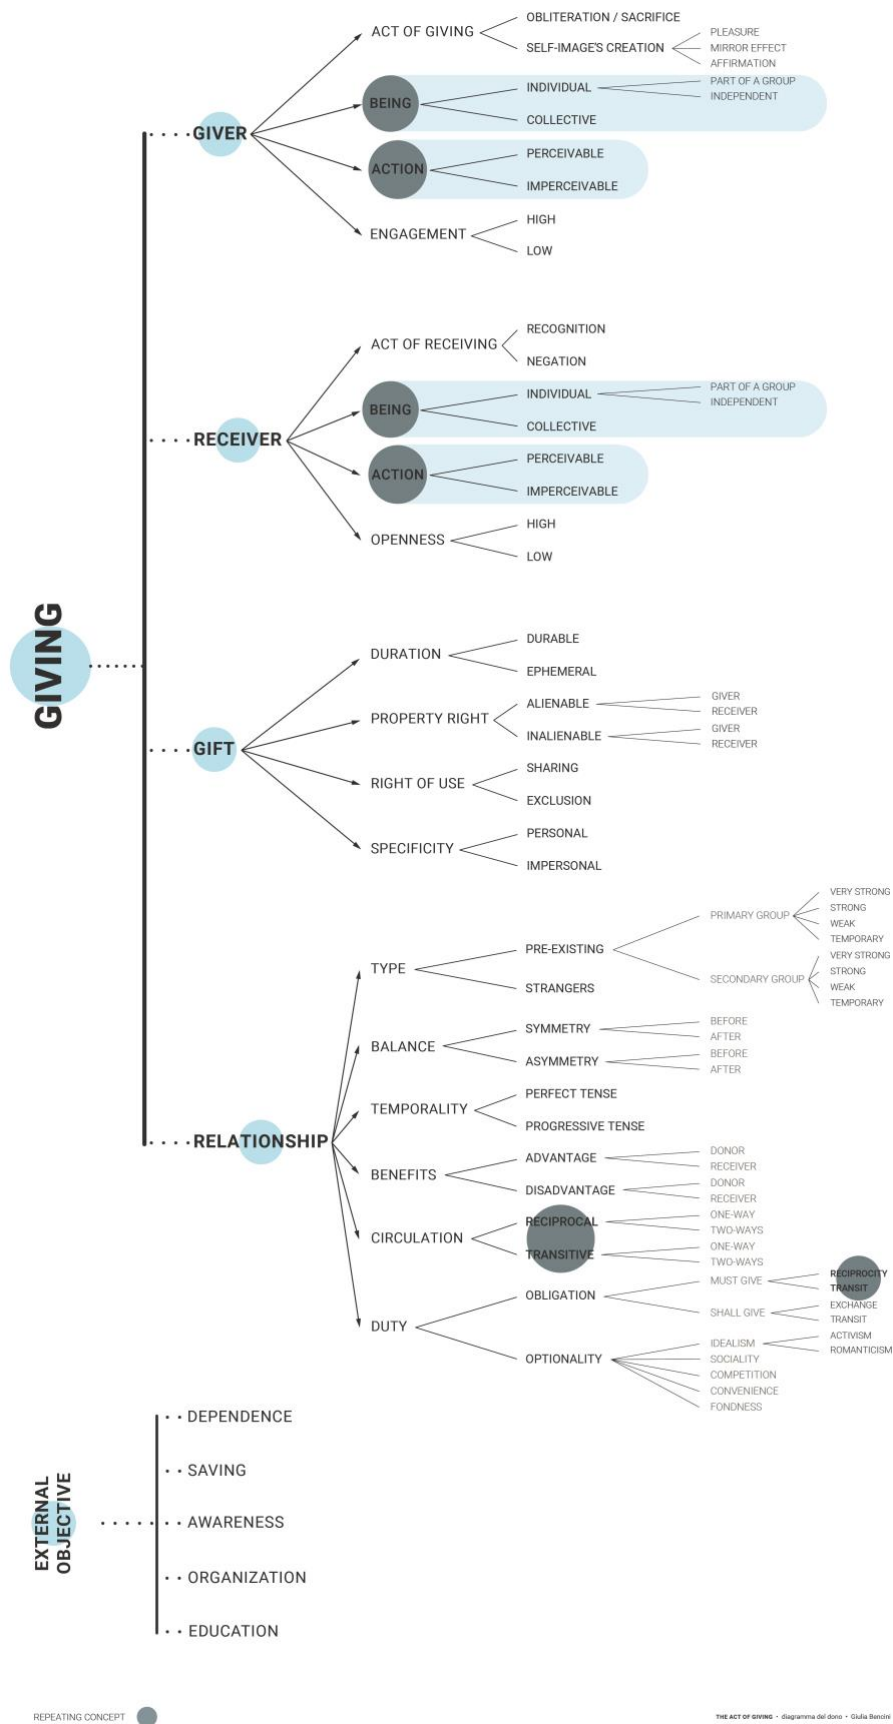 GIVING
GIVER
ACT OF GIVING
OBLITERATION / SACRIFICE
SELF-IMAGE'S CREATION
PLEASURE
MIRROR EFFECT
AFFIRMATION
BEING
INDIVIDUAL
PART OF A GROUP
INDEPENDENT
COLLECTIVE
ACTION
PERCEIVABLE
IMPERCEIVABLE
ENGAGEMENT
HIGH
LOW
RECEIVER
ACT OF RECEIVING
RECOGNITION
NEGATION
BEING
INDIVIDUAL
PART OF A GROUP
INDEPENDENT
COLLECTIVE
ACTION
PERCEIVABLE
IMPERCEIVABLE
OPENNESS
HIGH
LOW
GIFT
DURATION
DURABLE
EPHEMERAL
PROPERTY RIGHT
ALIENABLE
GIVER
RECEIVER
INALIENABLE
GIVER
RECEIVER
RIGHT OF USE
SHARING
EXCLUSION
SPECIFICITY
PERSONAL
IMPERSONAL
RELATIONSHIP
TYPE
PRE-EXISTING
PRIMARY GROUP
VERY STRONG
STRONG
WEAK
TEMPORARY
SECONDARY GROUP
VERY STRONG
STRONG
WEAK
TEMPORARY
STRANGERS
BALANCE
SYMMETRY
BEFORE
AFTER
ASYMMETRY
BEFORE
AFTER
TEMPORALITY
PERFECT TENSE
PROGRESSIVE TENSE
BENEFITS
ADVANTAGE
DONOR
RECEIVER
DISADVANTAGE
DONOR
RECEIVER
CIRCULATION
RECIPROCAL
ONE-WAY
TWO-WAYS
TRANSITIVE
ONE-WAY
TWO-WAYS
DUTY
OBLIGATION
MUST GIVE
RECIPROCITY
TRANSIT
SHALL GIVE
EXCHANGE
TRANSIT
OPTIONALITY
IDEALISM
ACTIVISM
ROMANTICISM
SOCIALITY
COMPETITION
CONVENIENCE
FONDNESS
EXTERNAL
OBJECTIVE
DEPENDENCE
SAVING
AWARENESS
ORGANIZATION
EDUCATION
REPEATING CONCEPT
THE ACT OF GIVING • diagramma del dono • Giulia Bencini